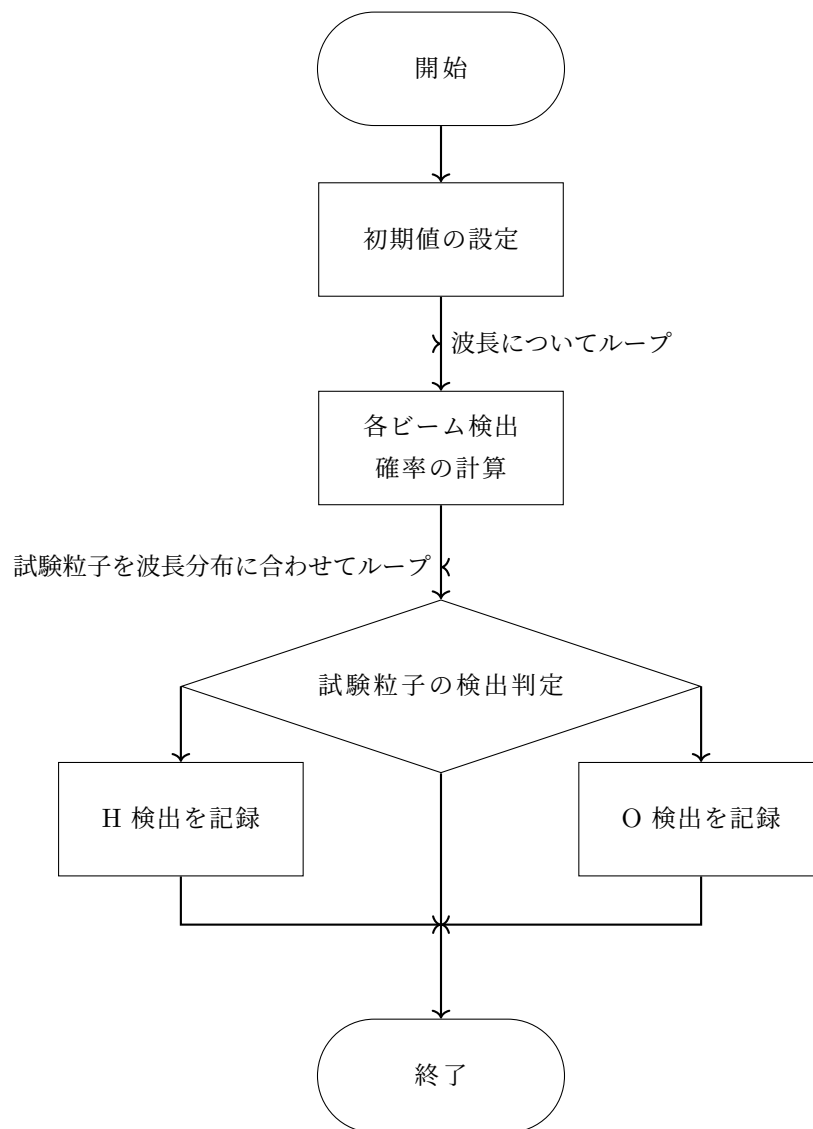 開始
初期値の設定
波長についてループ
各ビーム検出
確率の計算
試験粒子を波長分布に合わせてループ
試験粒子の検出判定
H 検出を記録
O 検出を記録
終了